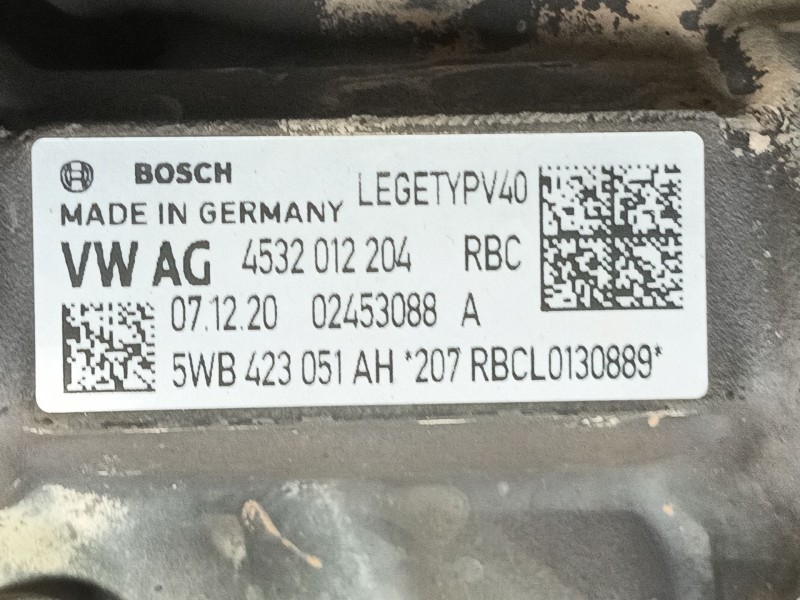 BOSCH LEGETYPV40
MADE IN GERMANY
VW AG 4532 012 204 RBC
07.12.20 02453088 A
5WB 423 051 AH *207 RBCL0130889*